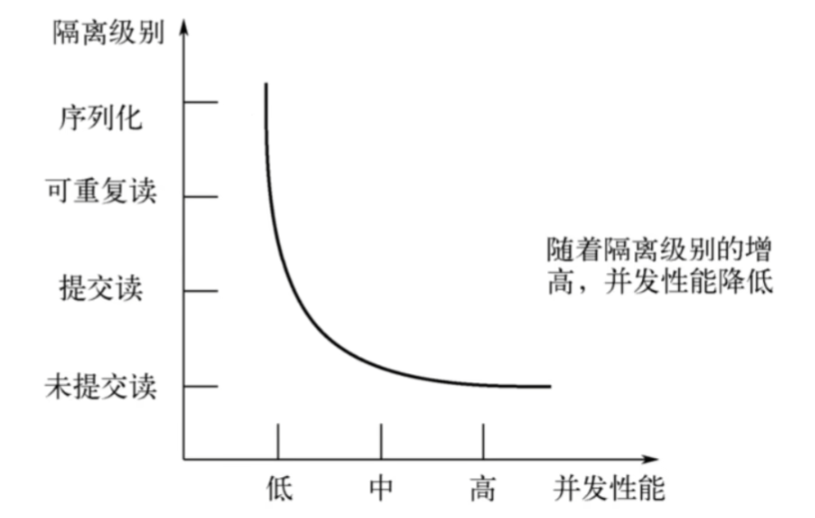 隔离级别
序列化
可重复读
提交读
未提交读
随着隔离级别的增
高，并发性能降低
低
中
高
并发性能